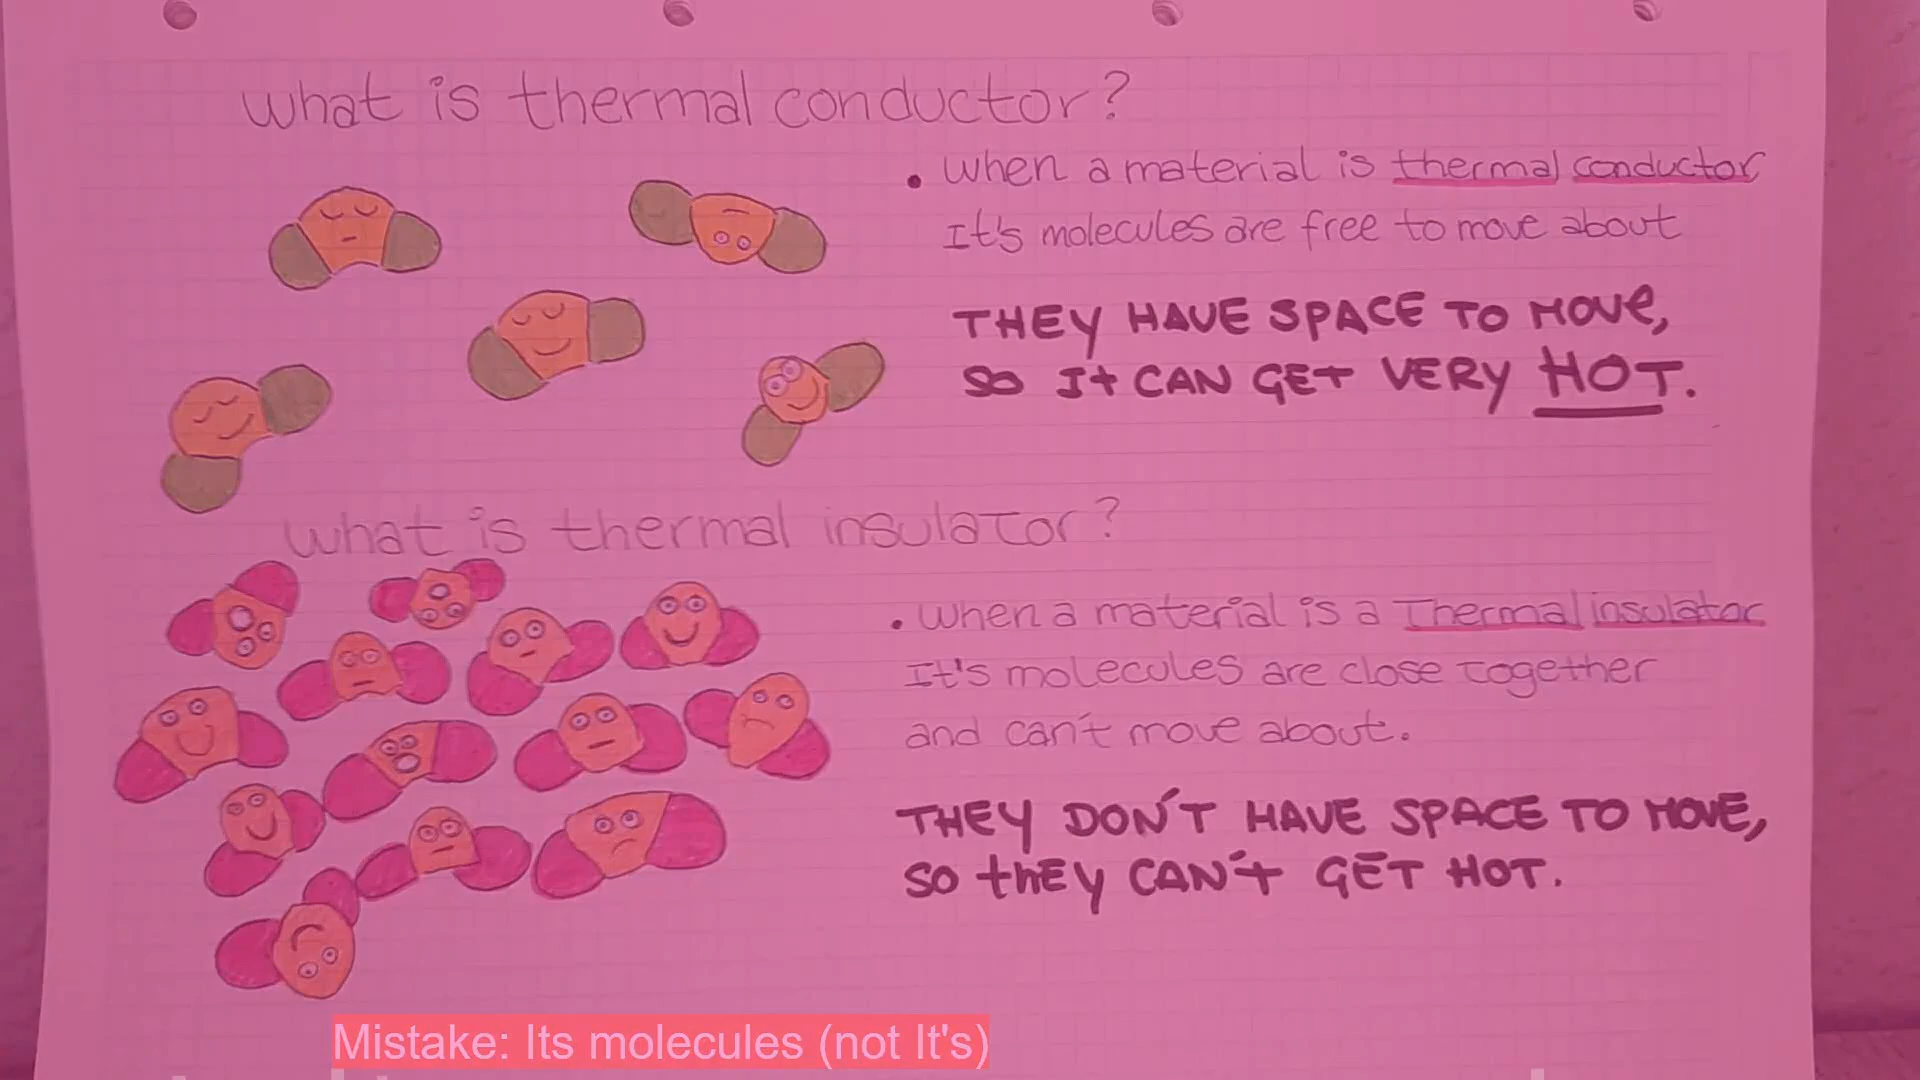 What is thermal conductor?
• When a material is thermal conductor
It's molecules are free to move about
THEY HAVE SPACE TO MOVE,
SO It CAN GET VERY HOT.
What is thermal insulator?
• When a material is a Thermal insulator
It's molecules are close together
and can't move about.
THEY DON'T HAVE SPACE TO MOVE,
SO thEY CAN't GET HOT.
Mistake: Its molecules (not It's)